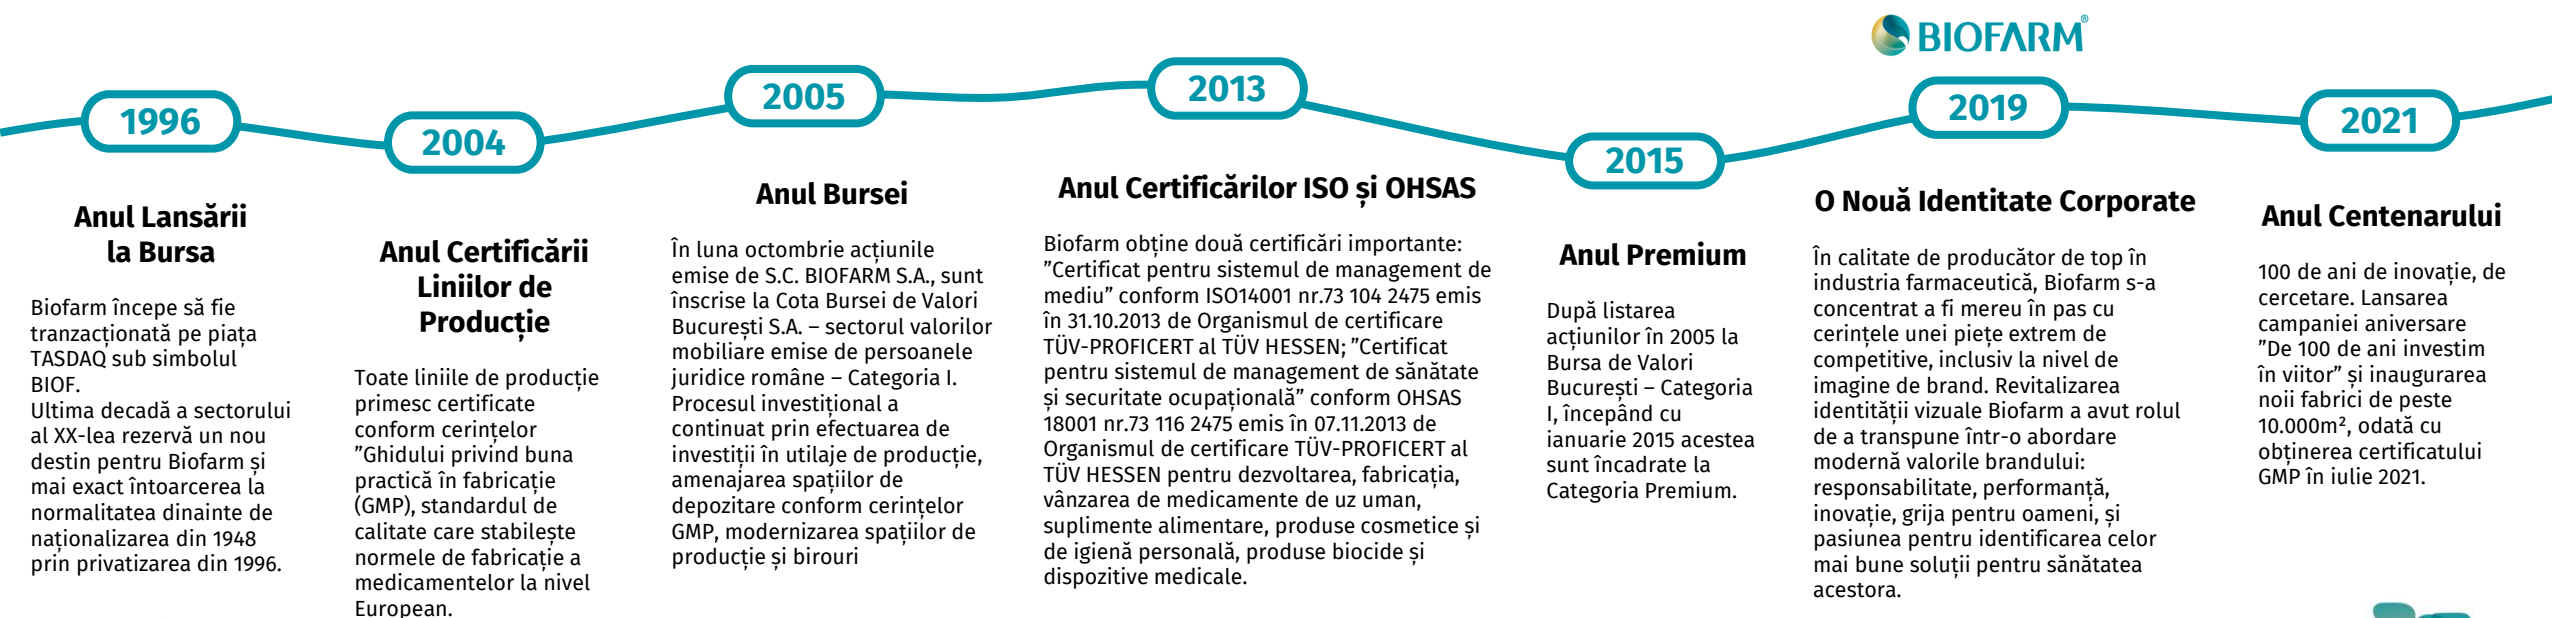 BIOFARM®
1996
Anul Lansării
la Bursa
Biofarm începe să fie
tranzacționată pe piața
TASDAQ sub simbolul
BIOF.
Ultima decadă a sectorului
al XX-lea rezervă un nou
destin pentru Biofarm și
mai exact întoarcerea la
normalitatea dinainte de
naționalizarea din 1948
prin privatizarea din 1996.
2004
Anul Certificării
Liniilor de
Producție
Toate liniile de producție
primesc certificate
conform cerințelor
”Ghidului privind buna
practică în fabricație
(GMP), standardul de
calitate care stabilește
normele de fabricație a
medicamentelor la nivel
European.
2005
Anul Bursei
În luna octombrie acțiunile
emise de S.C. BIOFARM S.A., sunt
înscrise la Cota Bursei de Valori
București S.A. – sectorul valorilor
mobiliare emise de persoanele
juridice române – Categoria I.
Procesul investițional a
continuat prin efectuarea de
investiții în utilaje de producție,
amenajarea spațiilor de
depozitare conform cerințelor
GMP, modernizarea spațiilor de
producție și birouri
2013
Anul Certificărilor ISO și OHSAS
Biofarm obține două certificări importante:
”Certificat pentru sistemul de management de
mediu” conform ISO14001 nr.73 104 2475 emis
în 31.10.2013 de Organismul de certificare
TÜV-PROFICERT al TÜV HESSEN; ”Certificat
pentru sistemul de management de sănătate
și securitate ocupațională” conform OHSAS
18001 nr.73 116 2475 emis în 07.11.2013 de
Organismul de certificare TÜV-PROFICERT al
TÜV HESSEN pentru dezvoltarea, fabricația,
vânzarea de medicamente de uz uman,
suplimente alimentare, produse cosmetice și
de igienă personală, produse biocide și
dispozitive medicale.
2015
Anul Premium
După listarea
acțiunilor în 2005 la
Bursa de Valori
București – Categoria
I, începând cu
ianuarie 2015 acestea
sunt încadrate la
Categoria Premium.
2019
O Nouă Identitate Corporate
În calitate de producător de top în
industria farmaceutică, Biofarm s-a
concentrat a fi mereu în pas cu
cerințele unei piețe extrem de
competitive, inclusiv la nivel de
imagine de brand. Revitalizarea
identității vizuale Biofarm a avut rolul
de a transpune într-o abordare
modernă valorile brandului:
responsabilitate, performanță,
inovație, grija pentru oameni, și
pasiunea pentru identificarea celor
mai bune soluții pentru sănătatea
acestora.
2021
Anul Centenarului
100 de ani de inovație, de
cercetare. Lansarea
campaniei aniversare
”De 100 de ani investim
în viitor” și inaugurarea
noii fabrici de peste
10.000m², odată cu
obținerea certificatului
GMP în iulie 2021.